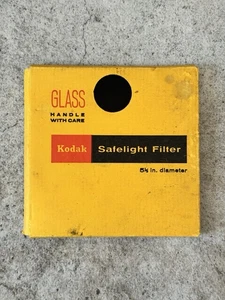 GLASS
HANDLE
WITH CARE
Kodak Safelight Filter
5½ in. diameter